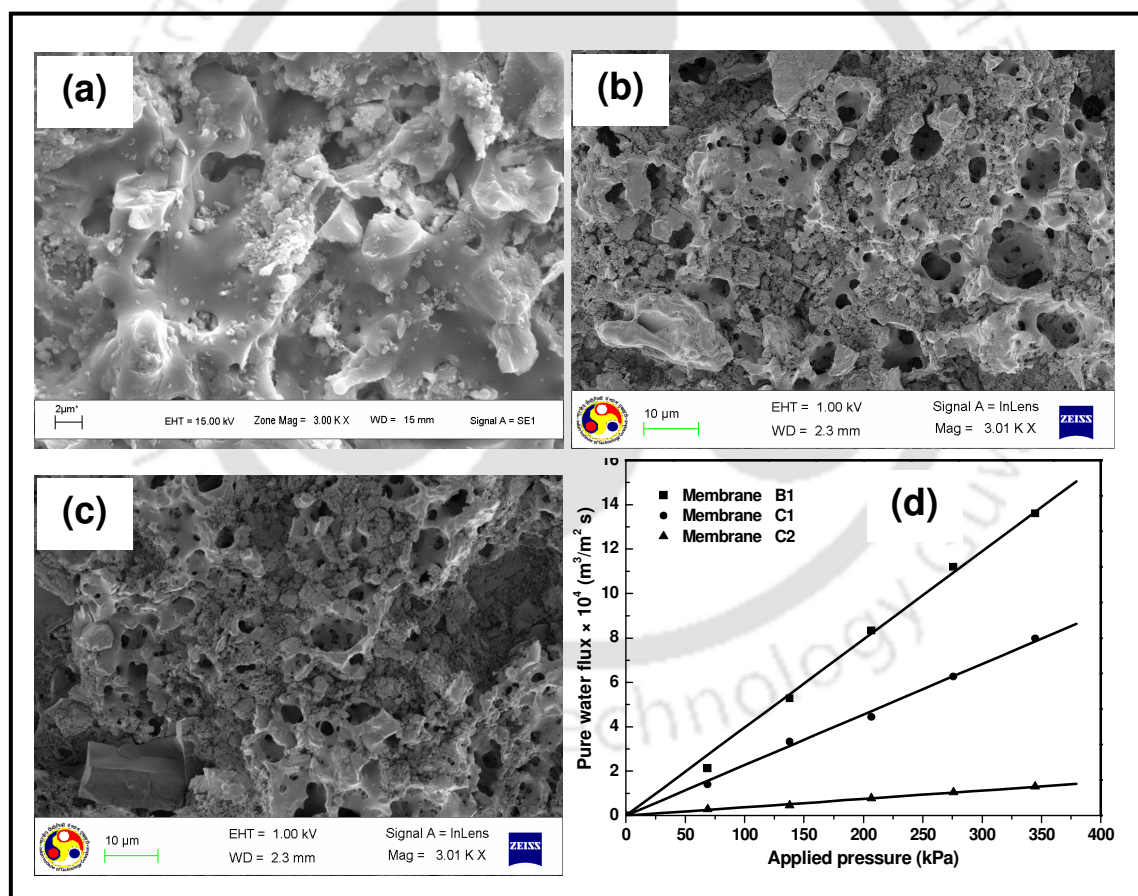 (a)
2µm*
EHT = 15.00 kV Zone Mag = 3.00 K X WD = 15 mm Signal A = SE1
(b)
10 µm
EHT = 1.00 kV Signal A = InLens
WD = 2.3 mm Mag = 3.01 K X
ZEISS
(c)
10 µm
EHT = 1.00 kV Signal A = InLens
WD = 2.3 mm Mag = 3.01 K X
ZEISS
(d)
Membrane B1
Membrane C1
Membrane C2
Pure water flux × 10⁴ (m³/m² s)
16
14
12
10
8
6
4
2
0
0 50 100 150 200 250 300 350 400
Applied pressure (kPa)